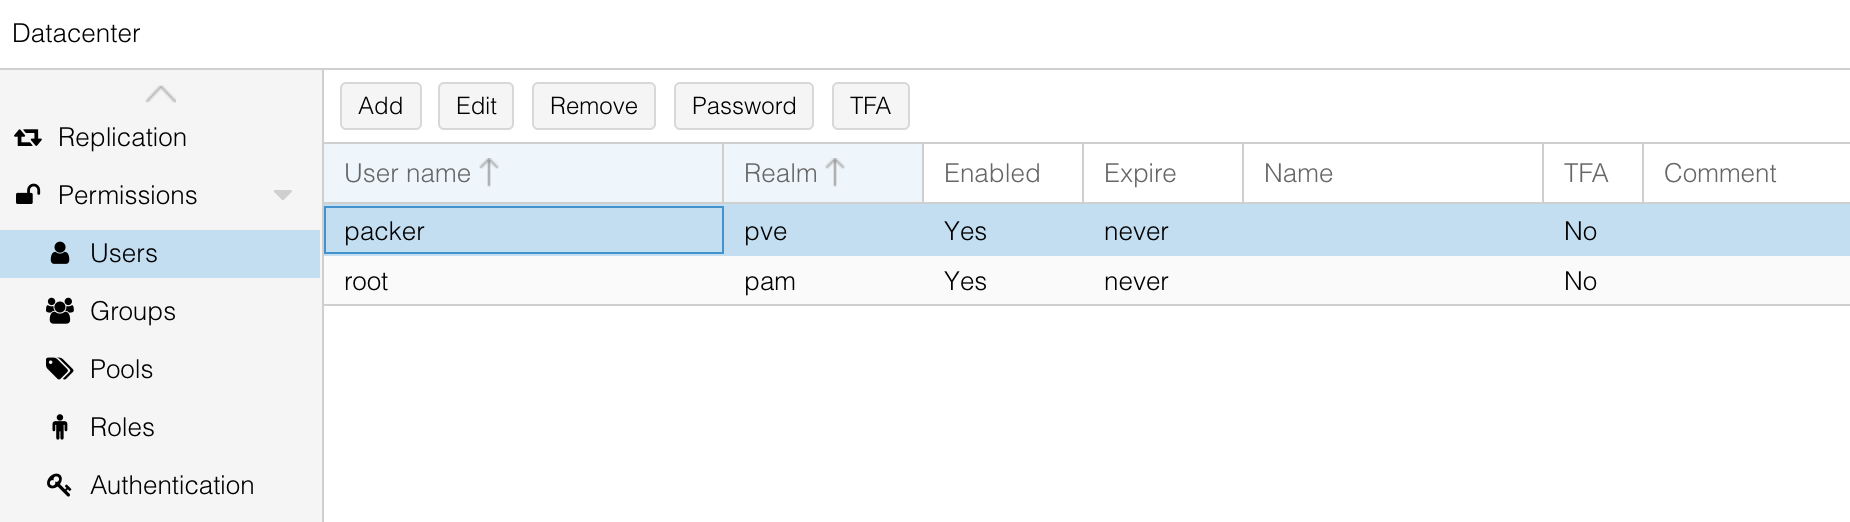 Datacenter
Replication
Permissions
Users
Groups
Pools
Roles
Authentication
Add Edit Remove Password TFA
User name Realm Enabled Expire Name TFA Comment
packer pve Yes never No
root pam Yes never No